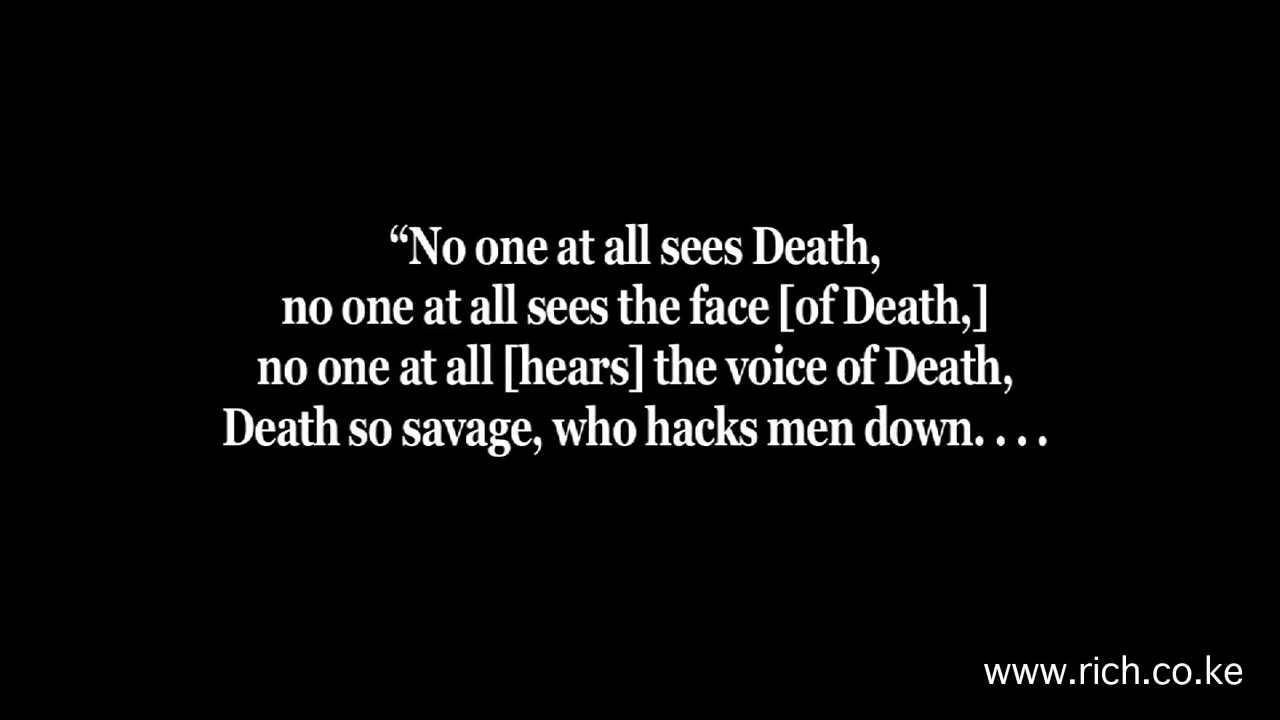 “No one at all sees Death,
no one at all sees the face [of Death,]
no one at all [hears] the voice of Death,
Death so savage, who hacks men down. . . .
www.rich.co.ke